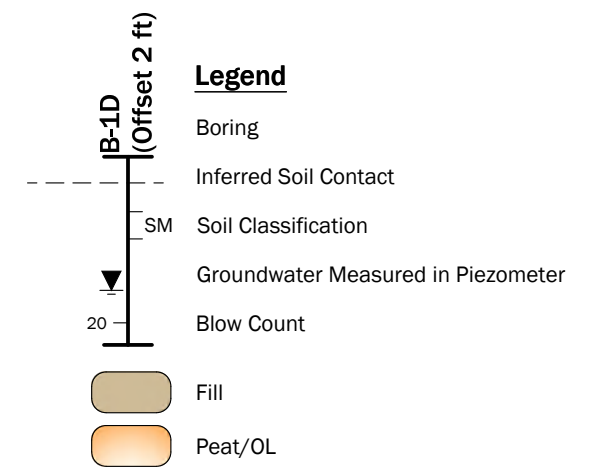 B-1D
(Offset 2 ft)
Legend
Boring
Inferred Soil Contact
SM Soil Classification
Groundwater Measured in Piezometer
20 Blow Count
Fill
Peat/OL